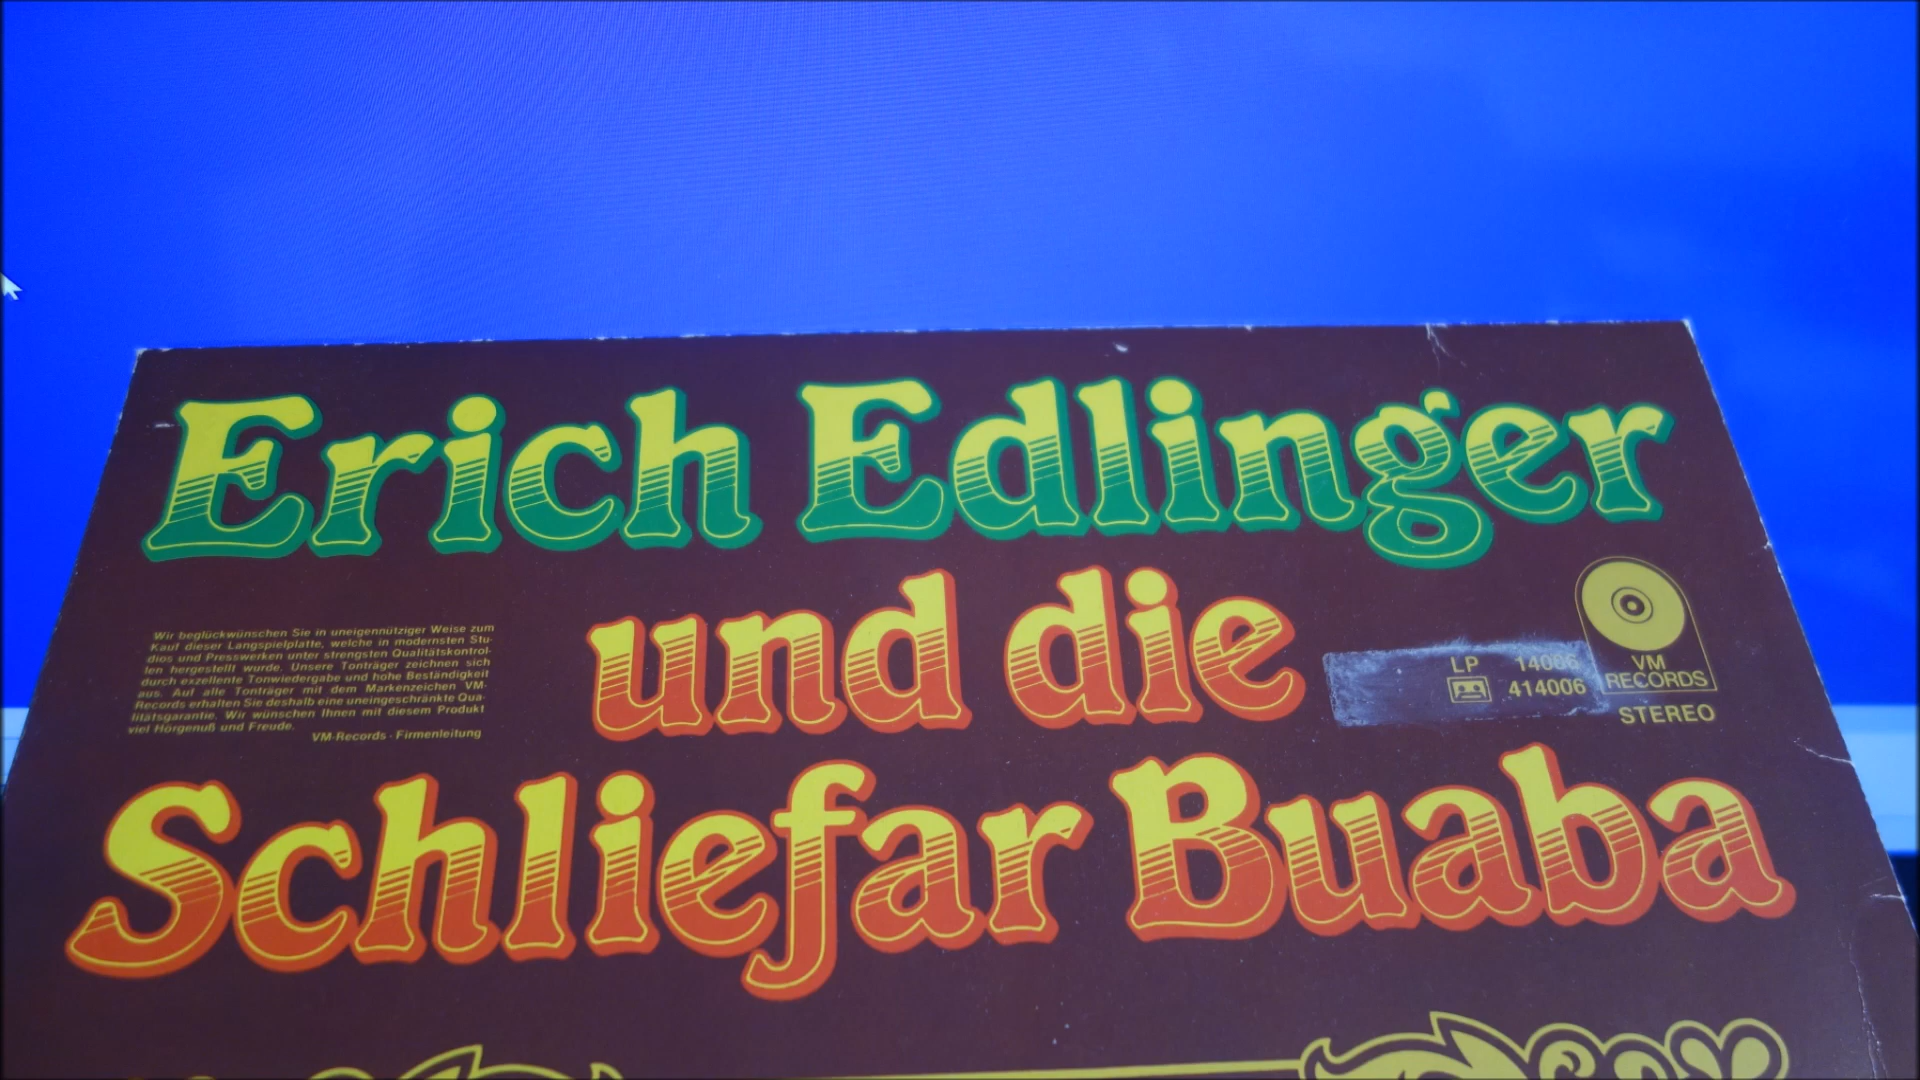 Erich Edlinger
und die
Wir beglückwünschen Sie in uneigennütziger Weise zum
Kauf dieser Langspielplatte, welche in modernsten Stu-
dios und Presswerken unter strengsten Qualitätskontrol-
len hergestellt wurde. Unsere Tonträger zeichnen sich
durch exzellente Tonwiedergabe und hohe Beständigkeit
aus. Auf alle Tonträger mit dem Markenzeichen VM-
Records erhalten Sie deshalb eine uneingeschränkte Qua-
litätsgarantie. Wir wünschen Ihnen mit diesem Produkt
viel Hörgenuß und Freude.
VM-Records - Firmenleitung
LP 14006
414006
VM
RECORDS
STEREO
Schliefar Buaba